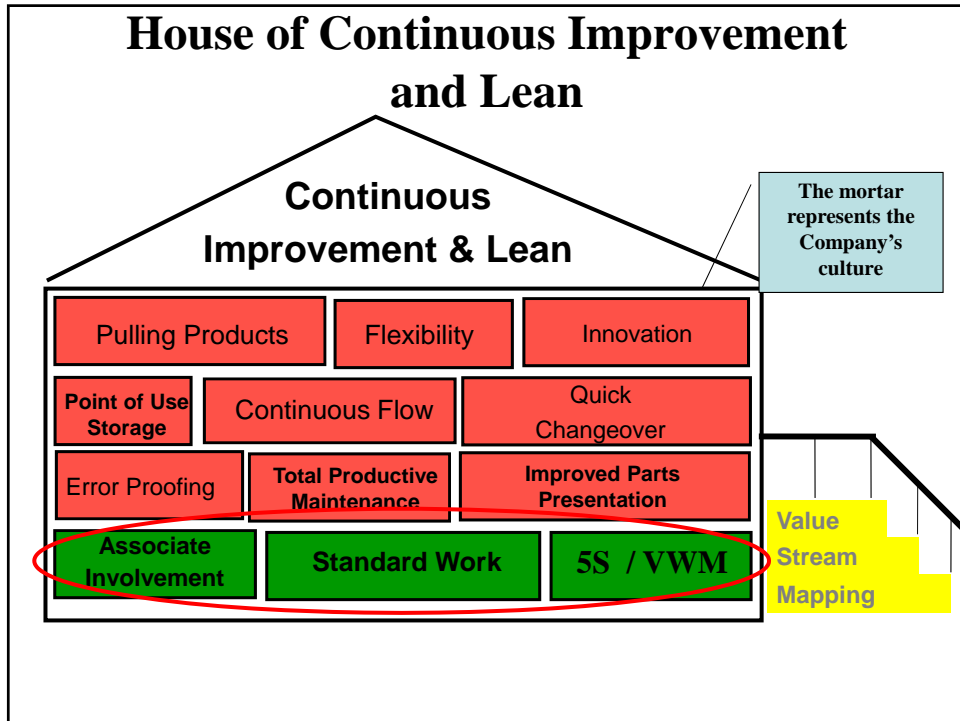 House of Continuous Improvement
and Lean
Continuous
Improvement & Lean
The mortar
represents the
Company’s
culture
Pulling Products
Flexibility
Innovation
Point of Use
Storage
Continuous Flow
Quick
Changeover
Error Proofing
Total Productive
Maintenance
Improved Parts
Presentation
Associate
Involvement
Standard Work
5S / VWM
Value
Stream
Mapping